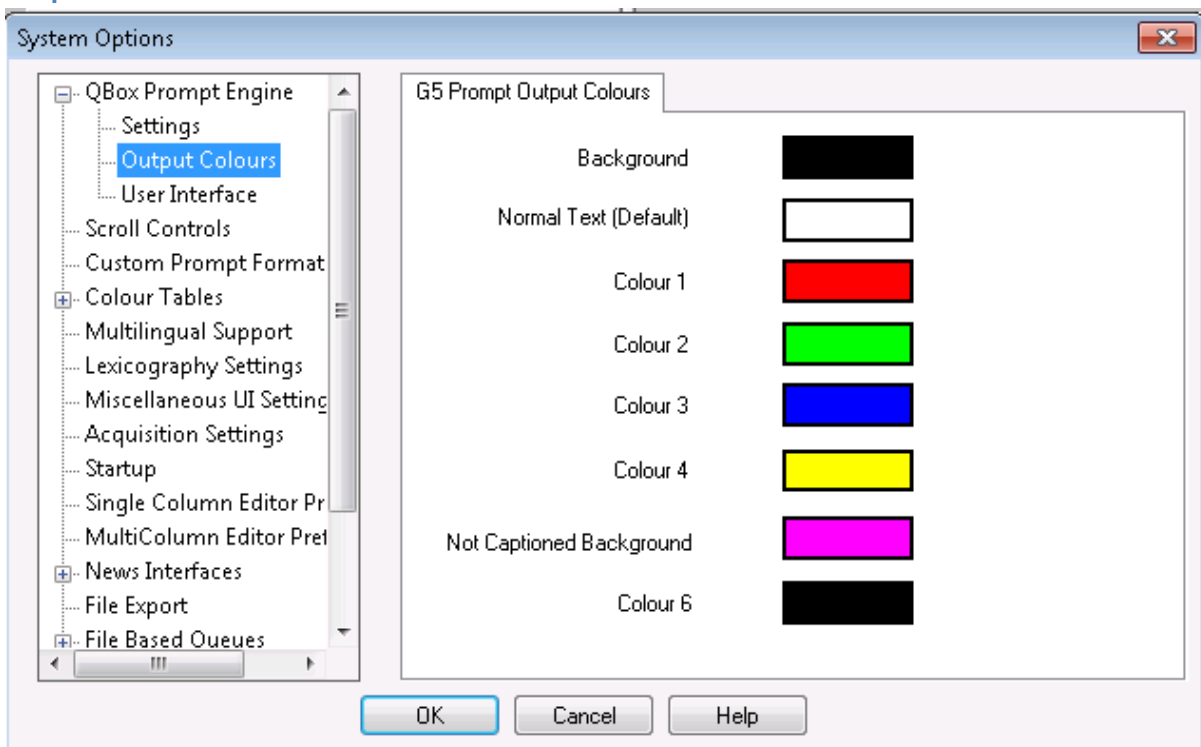 System Options
QBox Prompt Engine
Settings
Output Colours
User Interface
Scroll Controls
Custom Prompt Format
Colour Tables
Multilingual Support
Lexicography Settings
Miscellaneous UI Setting
Acquisition Settings
Startup
Single Column Editor Pr
MultiColumn Editor Pref
News Interfaces
File Export
File Based Queues
G5 Prompt Output Colours
Background
Normal Text (Default)
Colour 1
Colour 2
Colour 3
Colour 4
Not Captioned Background
Colour 6
OK Cancel Help